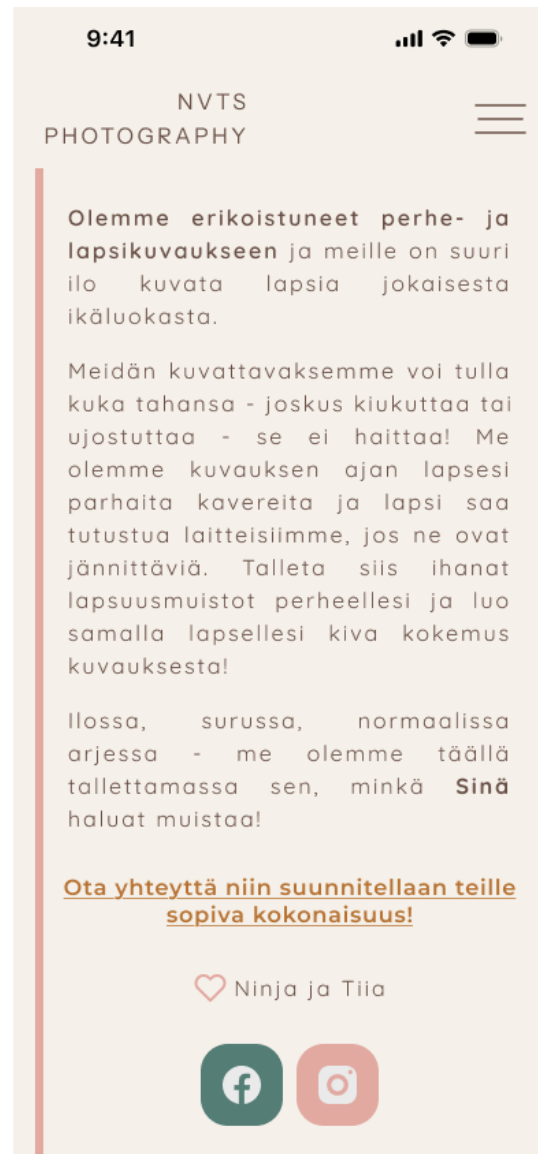 9:41
NVTS
PHOTOGRAPHY
Olemme erikoistuneet perhe- ja
lapsikuvaukseen ja meille on suuri
ilo kuvata lapsia jokaisesta
ikäluokasta.
Meidän kuvattavaksemme voi tulla
kuka tahansa - joskus kiukuttaa tai
ujostuttaa - se ei haittaa! Me
olemme kuvauksen ajan lapsesi
parhaita kavereita ja lapsi saa
tutustua laitteisiimme, jos ne ovat
jännittäviä. Talleta siis ihanat
lapsuusmuistot perheellesi ja luo
samalla lapsellesi kiva kokemus
kuvauksesta!
Ilossa, surussa, normaalissa
arjessa - me olemme täällä
tallettamassa sen, minkä Sinä
haluat muistaa!
Ota yhteyttä niin suunnitellaan teille
sopiva kokonaisuus!
Ninja ja Tiia